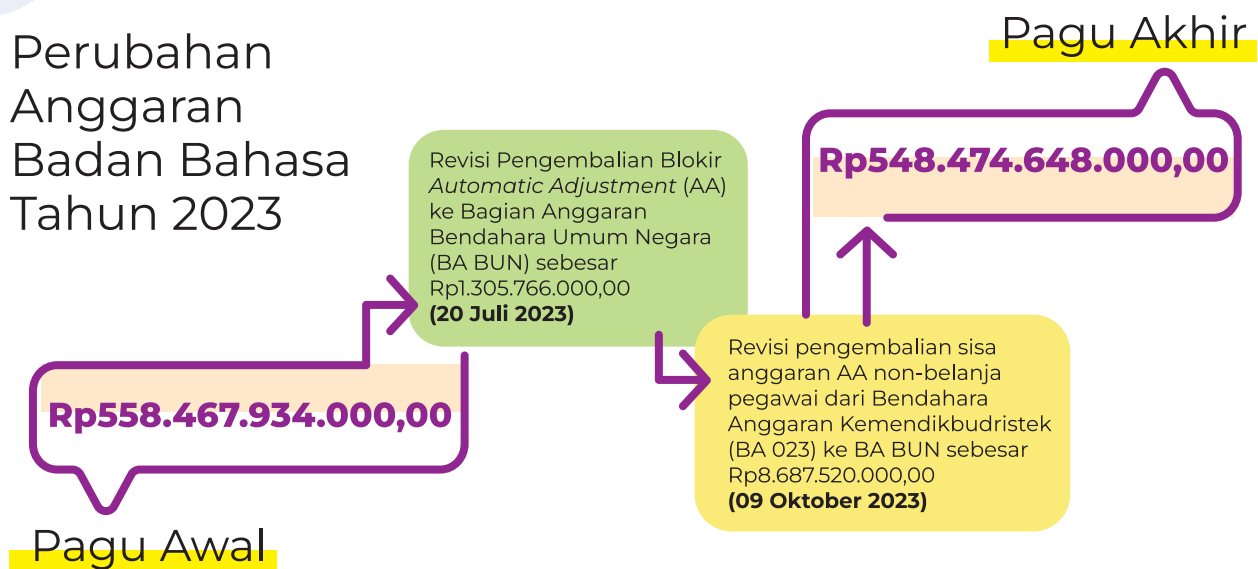 Perubahan
Anggaran
Badan Bahasa
Tahun 2023
Pagu Awal
Rp558.467.934.000,00
Revisi Pengembalian Blokir
Automatic Adjustment (AA)
ke Bagian Anggaran
Bendahara Umum Negara
(BA BUN) sebesar
Rp1.305.766.000,00
(20 Juli 2023)
Revisi pengembalian sisa
anggaran AA non-belanja
pegawai dari Bendahara
Anggaran Kemendikbudristek
(BA 023) ke BA BUN sebesar
Rp8.687.520.000,00
(09 Oktober 2023)
Pagu Akhir
Rp548.474.648.000,00